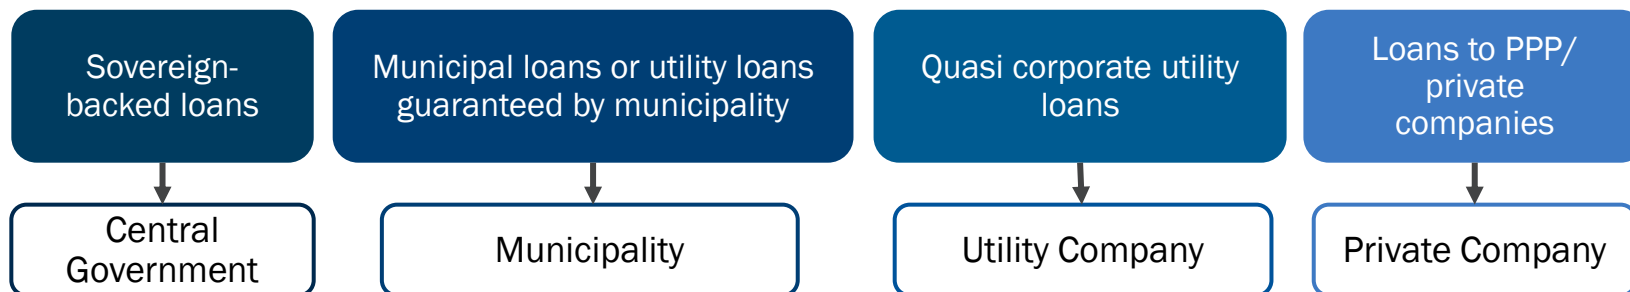 Sovereign-
backed loans
Municipal loans or utility loans
guaranteed by municipality
Quasi corporate utility
loans
Loans to PPP/
private
companies
Central
Government
Municipality
Utility Company
Private Company